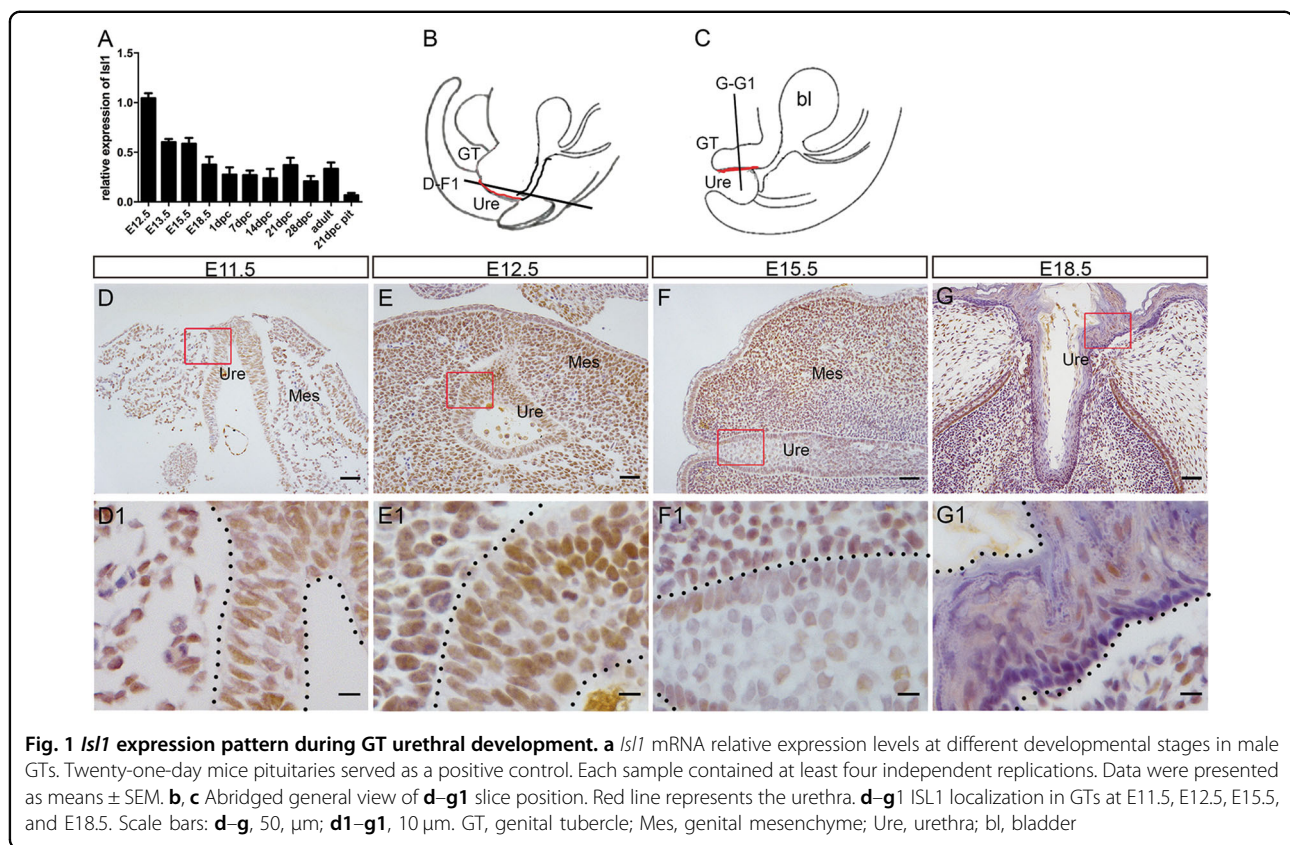 A
B
C
relative expression of Isl1
1.5
1.0
0.5
0.0
E12.5
E13.5
E15.5
E18.5
1dpc
7dpc
14dpc
21dpc
28dpc
adult
21dpc pit
GT
D-F1
Ure
G-G1
bl
GT
Ure
E11.5
E12.5
E15.5
E18.5
D
Ure
Mes
E
Mes
Ure
F
Mes
Ure
G
Ure
D1
E1
F1
G1
Fig. 1 Isl1 expression pattern during GT urethral development. a Isl1 mRNA relative expression levels at different developmental stages in male
GTs. Twenty-one-day mice pituitaries served as a positive control. Each sample contained at least four independent replications. Data were presented
as means ± SEM. b, c Abridged general view of d–g1 slice position. Red line represents the urethra. d–g1 ISL1 localization in GTs at E11.5, E12.5, E15.5,
and E18.5. Scale bars: d–g, 50, μm; d1–g1, 10 μm. GT, genital tubercle; Mes, genital mesenchyme; Ure, urethra; bl, bladder